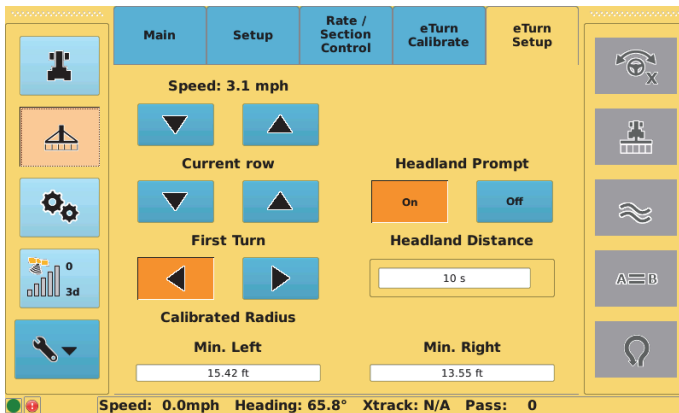 Main
Setup
Rate /
Section
Control
eTurn
Calibrate
eTurn
Setup
Speed: 3.1 mph
Current row
Headland Prompt
On
Off
First Turn
Headland Distance
10 s
Calibrated Radius
Min. Left
Min. Right
15.42 ft
13.55 ft
0
3d
X
A B
Speed: 0.0mph Heading: 65.8° Xtrack: N/A Pass: 0